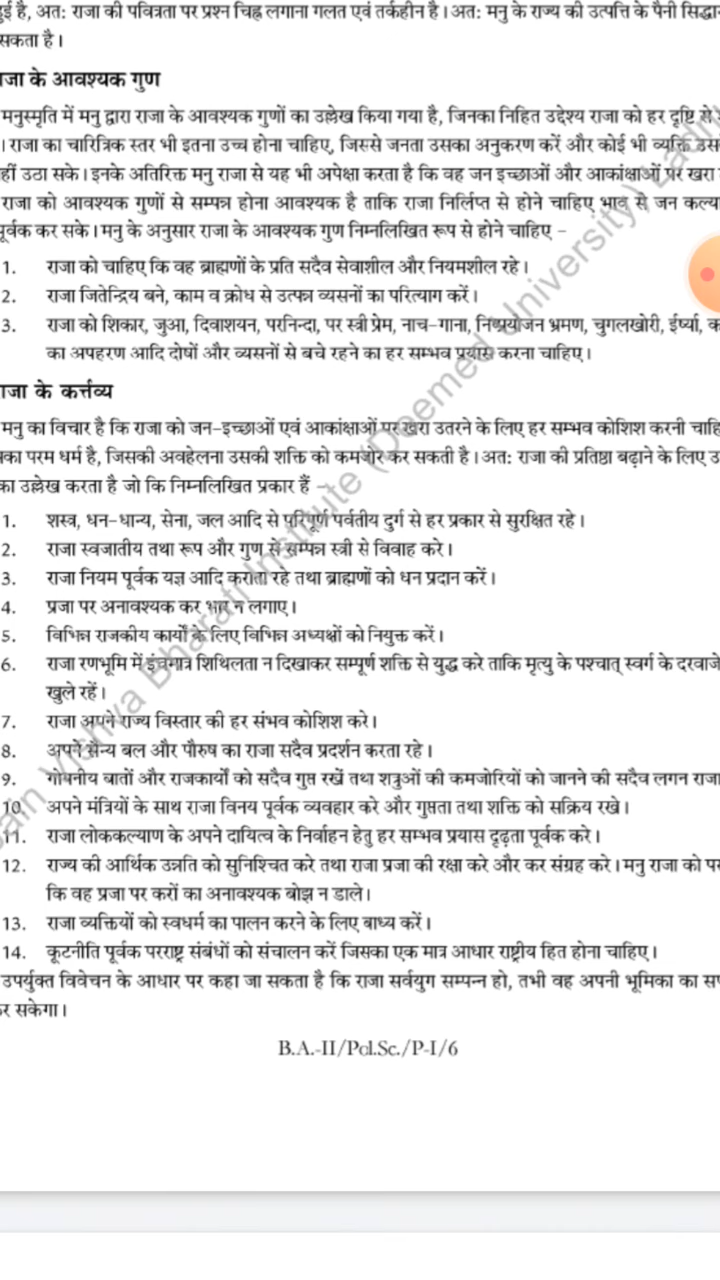 हुई है, अत: राजा की पवित्रता पर प्रश्न चिह्न लगाना गलत एवं तर्कहीन है। अत: मनु के राज्य की उत्पत्ति के पैनी
सकता है।
राजा के आवश्यक गुण
मनुस्मृति में मनु द्वारा राजा के आवश्यक गुणों का उल्लेख किया गया है, जिनका निहित उद्देश्य राजा को हर दृष्टि से
। राजा का चारित्रिक स्तर भी इतना उच्च होना चाहिए, जिससे जनता उसका अनुकरण करें और कोई भी व्यक्ति
उठा सके। इनके अतिरिक्त मनु राजा से यह भी अपेक्षा करता है कि वह जन इच्छाओं और आकांक्षाओं पर खरा
राजा को आवश्यक गुणों से सम्पन्न होना आवश्यक है ताकि राजा निर्लिप्त से होने चाहिए भाव से जन
पूर्वक कर सके। मनु के अनुसार राजा के आवश्यक गुण निम्नलिखित रूप से होने चाहिए –
1. राजा को चाहिए कि वह ब्राह्मणों के प्रति सदैव सेवाशील और नियमशील रहे।
2. राजा जितेन्द्रिय बने, काम व क्रोध से उत्पन्न व्यसनों का परित्याग करें।
3. राजा को शिकार, जुआ, दिवाशयन, परनिन्दा, पर स्त्री प्रेम, नाच-गाना, निष्प्रयोजन भ्रमण, चुगलखोरी, ईर्ष्या,
का अपहरण आदि दोषों और व्यसनों से बचे रहने का हर सम्भव प्रयास करना चाहिए।
राजा के कर्त्तव्य
मनु का विचार है कि राजा को जन-इच्छाओं एवं आकांक्षाओं पर खरा उतरने के लिए हर सम्भव कोशिश करनी
परम धर्म है, जिसकी अवहेलना उसकी शक्ति को कमजोर कर सकती है। अत: राजा की प्रतिष्ठा बढ़ाने के लिए
का उल्लेख करता है जो कि निम्नलिखित प्रकार हैं –
1. शस्त्र, धन-धान्य, सेना, जल आदि से परिपूर्ण पर्वतीय दुर्ग से हर प्रकार से सुरक्षित रहे।
2. राजा स्वजातीय तथा रूप और गुण से सम्पन्न स्त्री से विवाह करे।
3. राजा नियम पूर्वक यज्ञ आदि कराता रहे तथा ब्राह्मणों को धन प्रदान करें।
4. प्रजा पर अनावश्यक कर भार न लगाए।
5. विभिन्न राजकीय कार्यों के लिए विभिन्न अध्यक्षों को नियुक्त करें।
6. राजा रणभूमि में इंचमात्र शिथिलता न दिखाकर सम्पूर्ण शक्ति से युद्ध करे ताकि मृत्यु के पश्चात् स्वर्ग के दरवाजे
खुले रहें।
7. राजा अपने राज्य विस्तार की हर संभव कोशिश करे।
8. अपने सैन्य बल और पौरुष का राजा सदैव प्रदर्शन करता रहे।
9. गोपनीय बातों और राजकार्यों को सदैव गुप्त रखें तथा शत्रुओं की कमजोरियों को जानने की सदैव लगन राजा
10. अपने मंत्रियों के साथ राजा विनय पूर्वक व्यवहार करे और गुप्तता तथा शक्ति को सक्रिय रखे।
11. राजा लोककल्याण के अपने दायित्व के निर्वाहन हेतु हर सम्भव प्रयास दृढ़ता पूर्वक करे।
12. राज्य की आर्थिक उन्नति को सुनिश्चित करे तथा राजा प्रजा की रक्षा करे और कर संग्रह करे। मनु राजा को
कि वह प्रजा पर करों का अनावश्यक बोझ न डाले।
13. राजा व्यक्तियों को स्वधर्म का पालन करने के लिए बाध्य करें।
14. कूटनीति पूर्वक परराष्ट्र संबंधों को संचालन करें जिसका एक मात्र आधार राष्ट्रीय हित होना चाहिए।
उपर्युक्त विवेचन के आधार पर कहा जा सकता है कि राजा सर्वयुग सम्पन्न हो, तभी वह अपनी भूमिका का
कर सकेगा।
B.A.-II/Pol.Sc./P-I/6
Jain Vishva Bharati Institute (Deemed University)